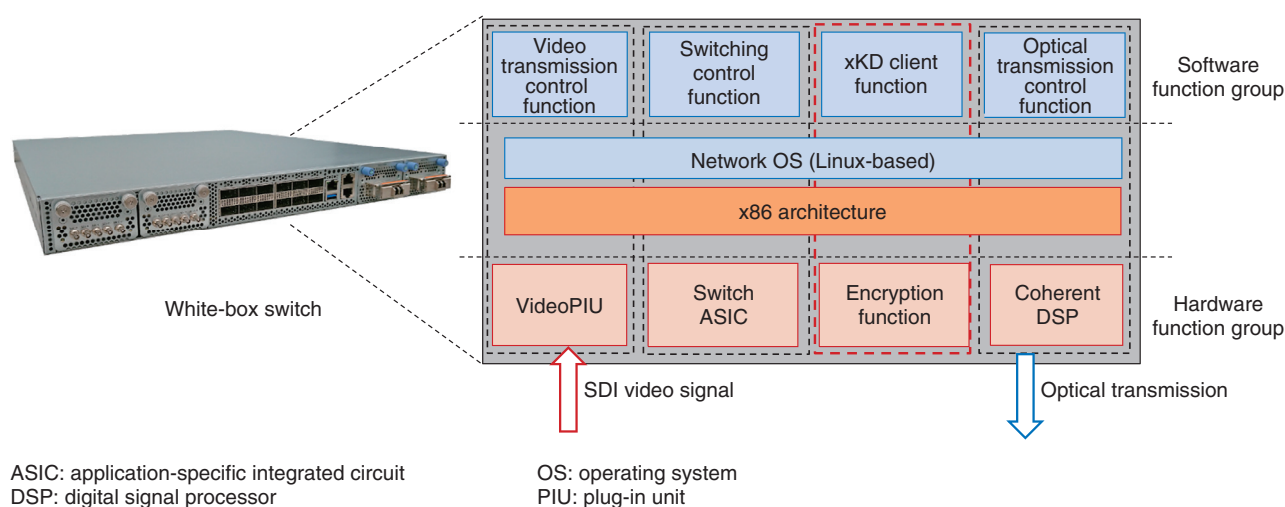 Video
transmission
control
function
Switching
control
function
xKD client
function
Optical
transmission
control
function
Software
function group
Network OS (Linux-based)
x86 architecture
White-box switch
VideoPIU
Switch
ASIC
Encryption
function
Coherent
DSP
Hardware
function group
SDI video signal
Optical transmission
ASIC: application-specific integrated circuit
DSP: digital signal processor
OS: operating system
PIU: plug-in unit